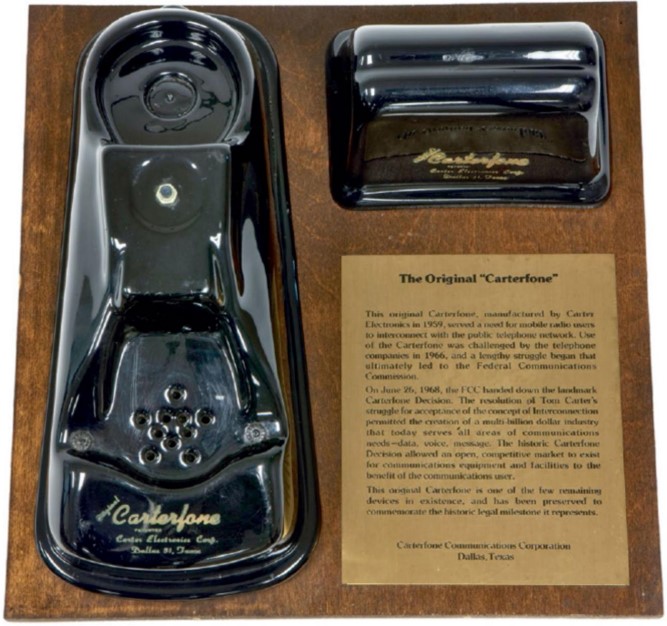 Carterfone
Carter Electronics Corp.
Dallas 21, Texas
The Original "Carterfone"
This original Carterfone, manufactured by Carter
Electronics in 1959, served a need for mobile radio users
to interconnect with the public telephone network. Use
of the Carterfone was challenged by the telephone
companies in 1966, and a lengthy struggle began that
ultimately led to the Federal Communications
Commission.
On June 26, 1968, the FCC handed down the landmark
Carterfone Decision. The resolution of Tom Carter's
struggle for acceptance of the concept of Interconnection
permitted the creation of a multi-billion dollar industry
that today serves all areas of communications
needs—data, voice, message. The historic Carterfone
Decision allowed an open, competitive market to exist
for communications equipment and facilities to the
benefit of the communications user.
This original Carterfone is one of the few remaining
devices in existence, and has been preserved to
commemorate the historic legal milestone it represents.
Carterfone Communications Corporation
Dallas, Texas
Carterfone
PATENTED
Carter Electronics Corp.
Dallas 21, Texas